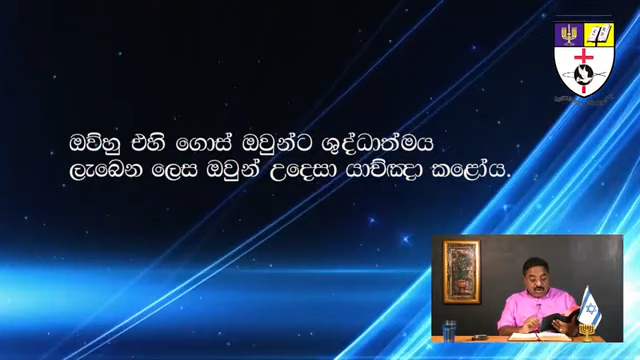 ඔව්හු එහි ගොස් ඔවුන්ට ශුද්ධාත්මය
ලැබෙන ලෙස ඔවුන් උදෙසා යාච්ඤා කළෝය.